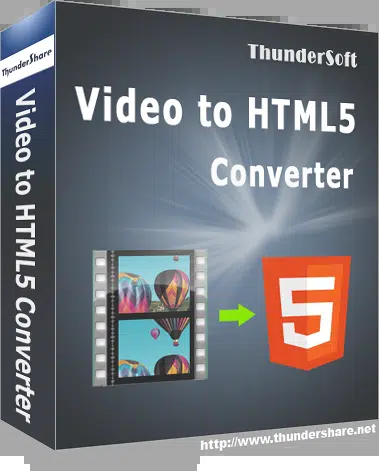 ThunderShare
Video to HTML5 Converter
ThunderSoft
Video to HTML5
Converter
5
http://www.thundershare.net